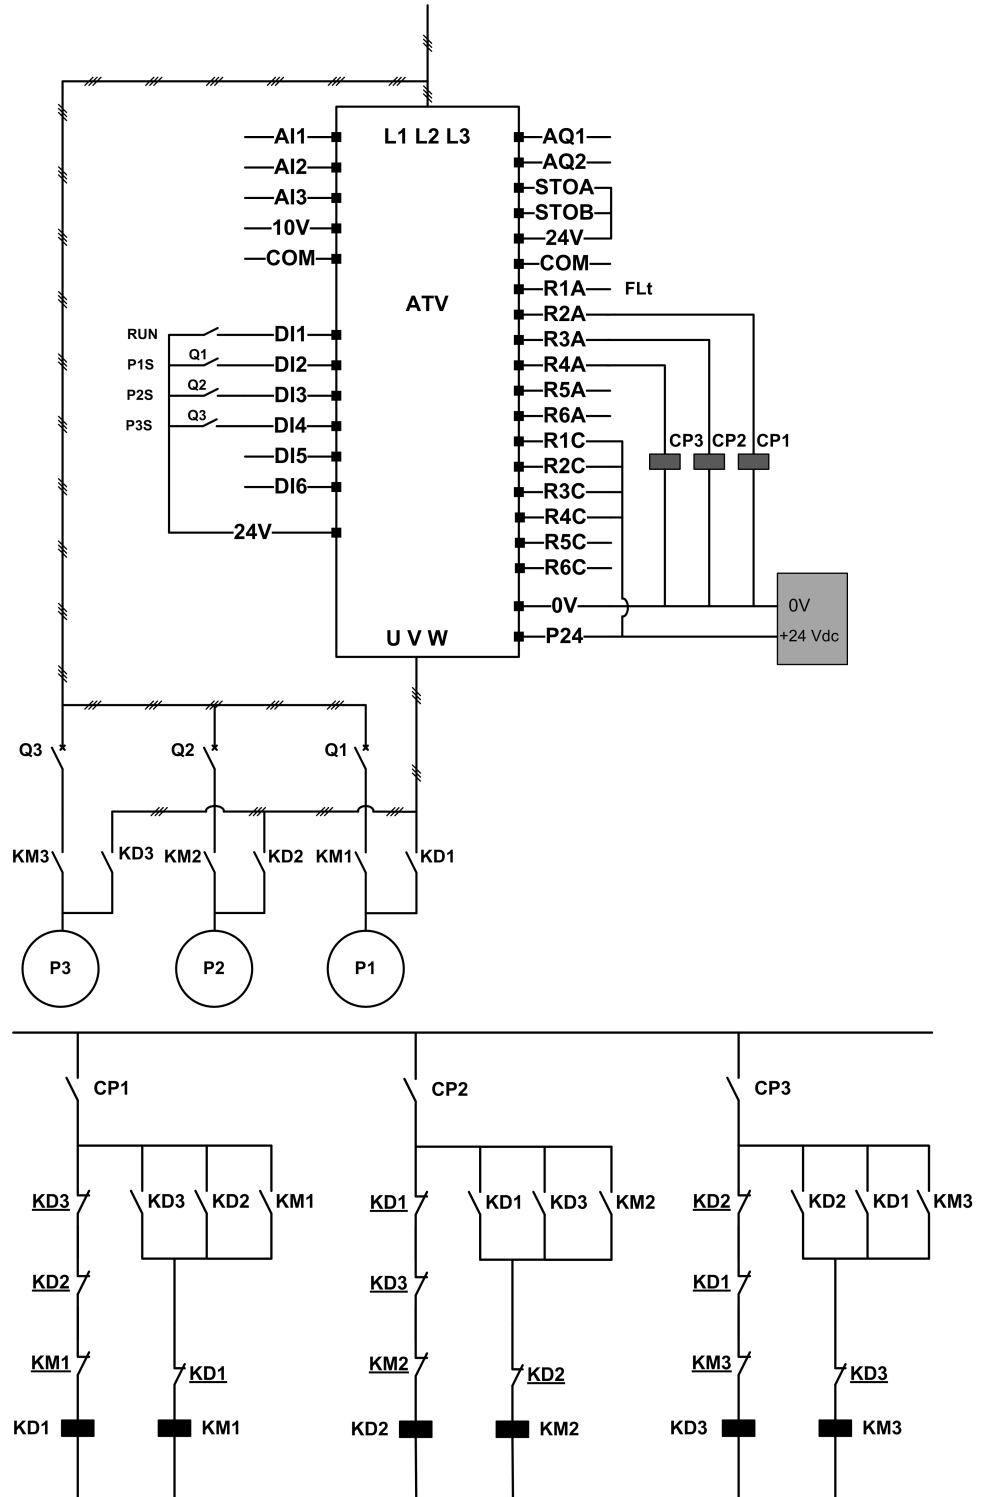 L1 L2 L3
AI1
AQ1
AI2
AQ2
STOA
AI3
STOB
10V
24V
COM
COM
R1A FLt
ATV
R2A
RUN DI1
R3A
P1S Q1 DI2
R4A
P2S Q2 DI3
R5A
R6A
P3S Q3 DI4
R1C CP3 CP2 CP1
DI5
R2C
DI6
R3C
R4C
24V
R5C
R6C
0V 0V
U V W
P24 +24 Vdc
Q3 Q2 Q1
KM3 KD3 KM2 KD2 KM1 KD1
P3 P2 P1
CP1 CP2 CP3
KD3 KD3 KD2 KM1 KD1 KD1 KD3 KM2 KD2 KD2 KD1 KM3
KD2 KD3 KD1
KM1 KM2 KM3
KD1 KD2 KD3
KD1 KM1 KD2 KM2 KD3 KM3